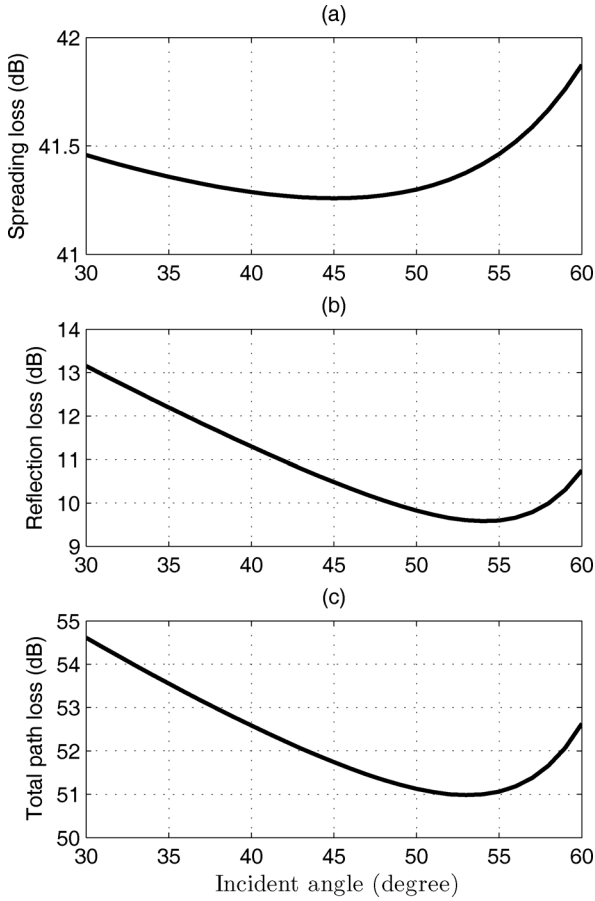 (a)
Spreading loss (dB)
42
41.5
41
30 35 40 45 50 55 60
(b)
Reflection loss (dB)
14
13
12
11
10
9
30 35 40 45 50 55 60
(c)
Total path loss (dB)
55
54
53
52
51
50
30 35 40 45 50 55 60
Incident angle (degree)